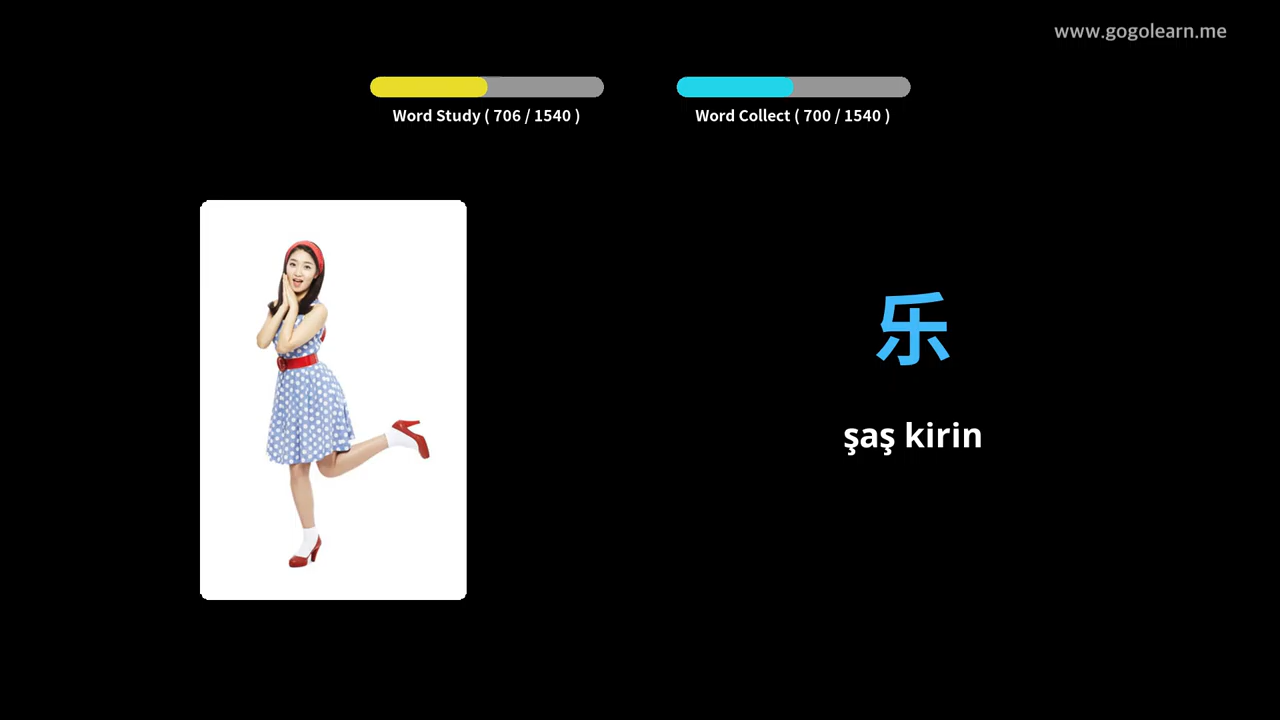 www.gogolearn.me
Word Study ( 706 / 1540 )
Word Collect ( 700 / 1540 )
乐
şaş kirin